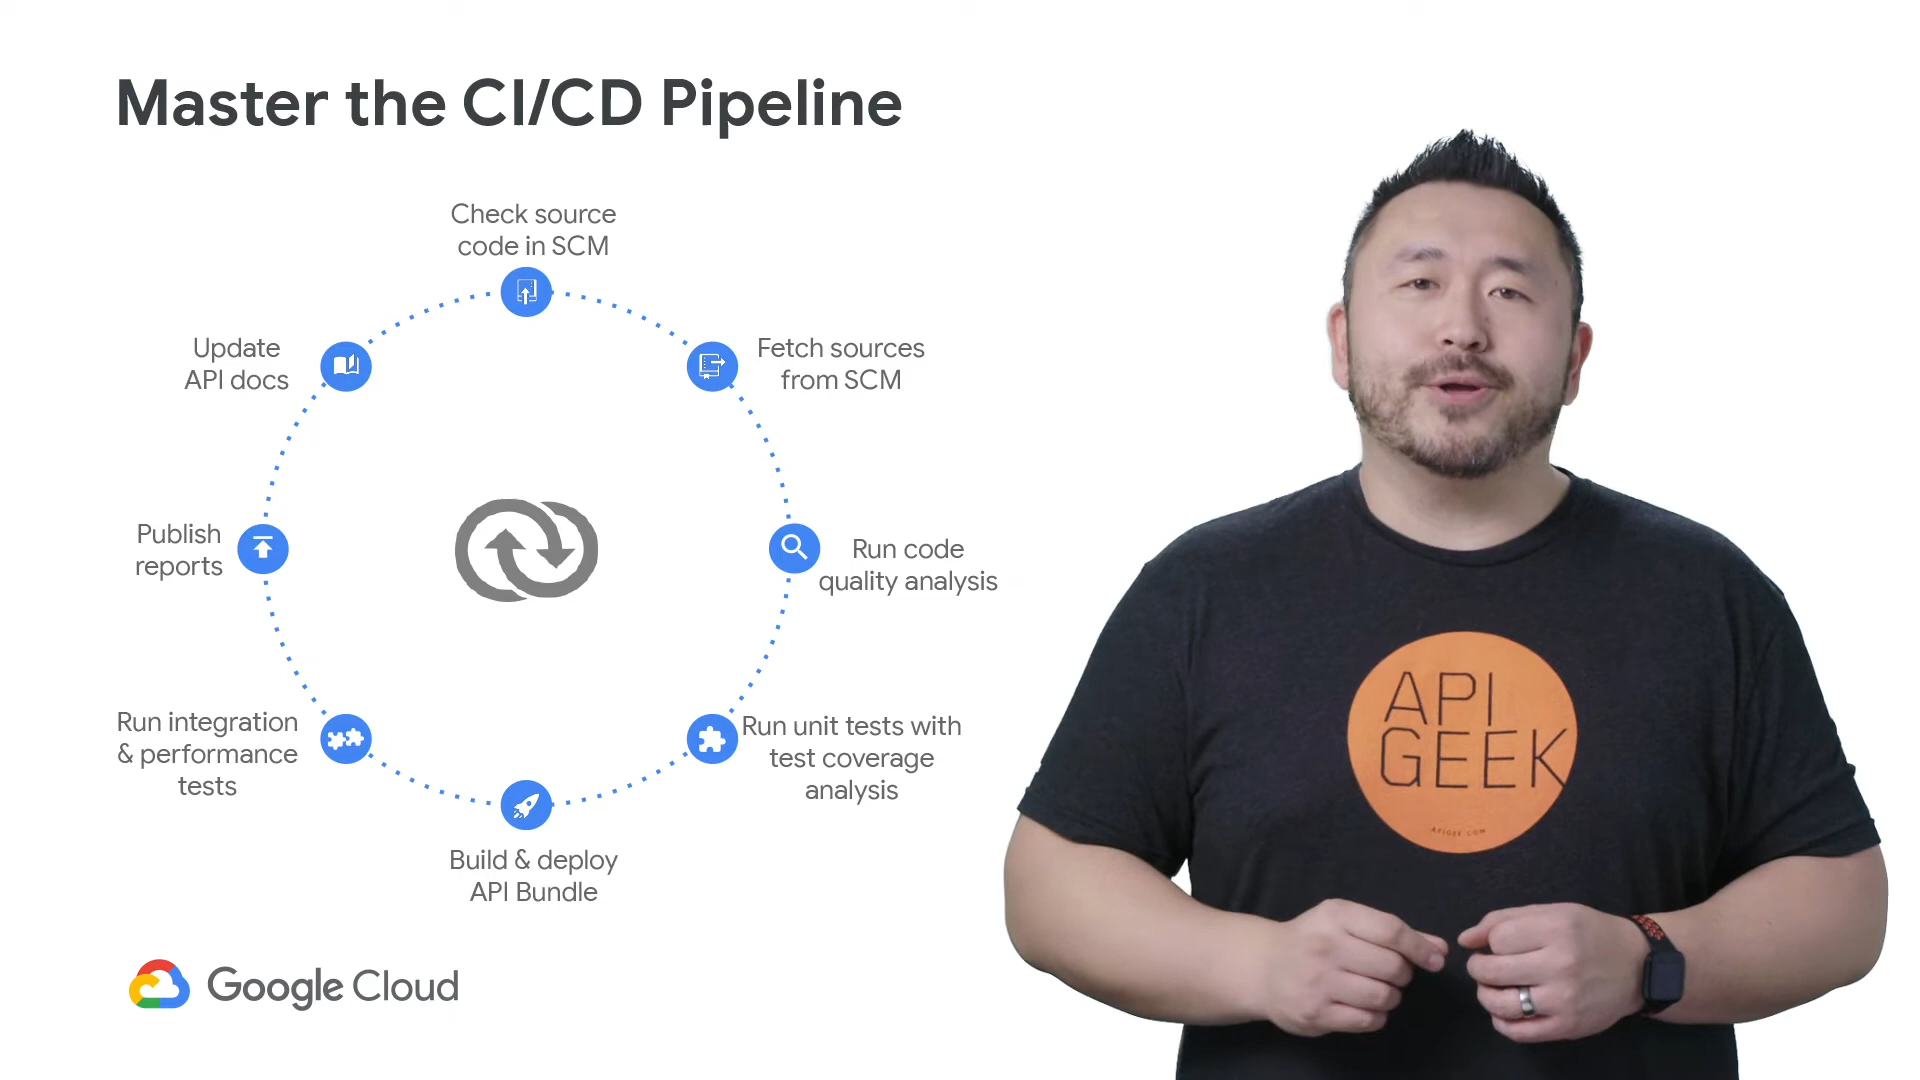 Master the CI/CD Pipeline
Check source
code in SCM
Update
API docs
Fetch sources
from SCM
Publish
reports
Run code
quality analysis
Run integration
& performance
tests
Run unit tests with
test coverage
analysis
Build & deploy
API Bundle
Google Cloud
API
GEEK
APIGEE.COM